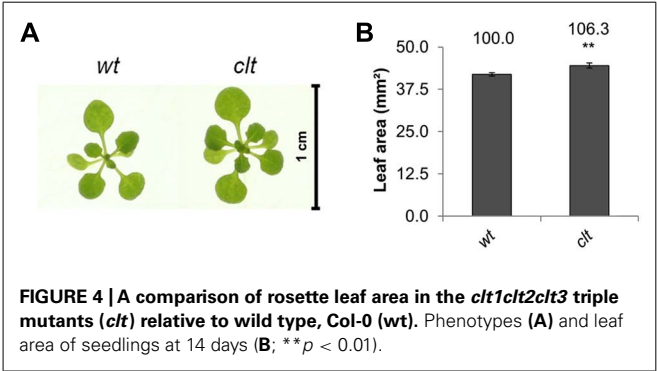 A
wt
clt
1 cm
B
100.0
106.3
**
50.0
37.5
25.0
12.5
0.0
Leaf area (mm²)
wt
clt
FIGURE 4 | A comparison of rosette leaf area in the clt1clt2clt3 triple
mutants (clt) relative to wild type, Col-0 (wt). Phenotypes (A) and leaf
area of seedlings at 14 days (B; **p < 0.01).